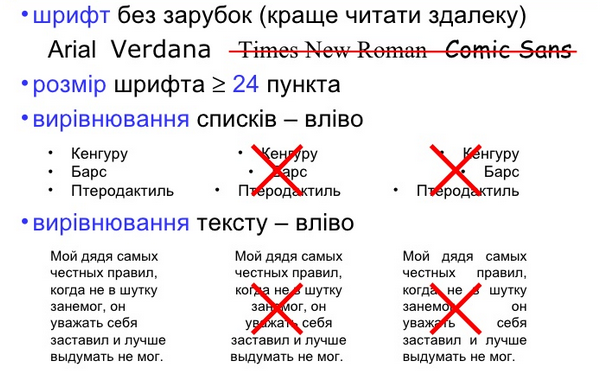 •шрифт без зарубок (краще читати здалеку)
Arial Verdana Times New Roman Comic Sans
•розмір шрифта ≥ 24 пункта
•вирівнювання списків – вліво
• Кенгуру
• Барс
• Птеродактиль
• Кенгуру
• Барс
• Птеродактиль
• Кенгуру
• Барс
• Птеродактиль
•вирівнювання тексту – вліво
Мой дядя самых
честных правил,
когда не в шутку
занемог, он
уважать себя
заставил и лучше
выдумать не мог.
Мой дядя самых
честных правил,
когда не в шутку
занемог, он
уважать себя
заставил и лучше
выдумать не мог.
Мой дядя самых
честных правил,
когда не в шутку
занемог, он
уважать себя
заставил и лучше
выдумать не мог.